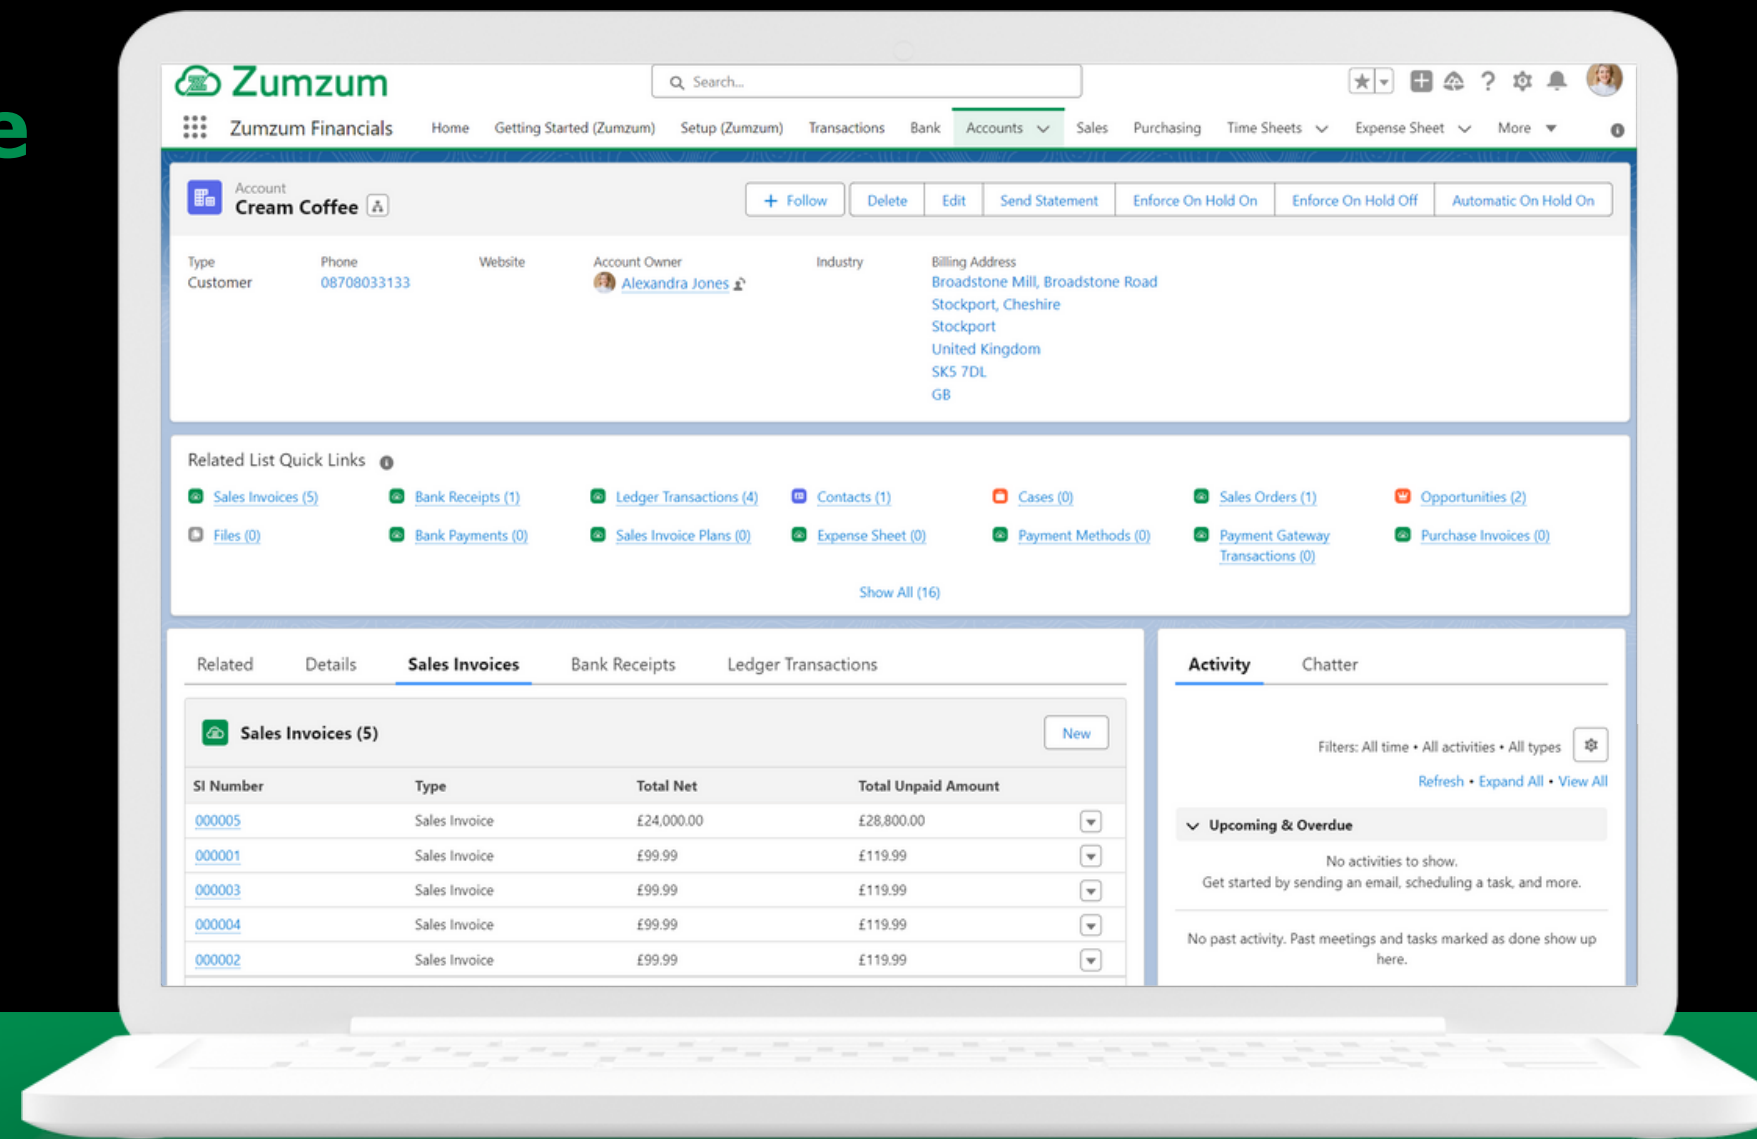 e
Zumzum
Search...
Zumzum Financials Home Getting Started (Zumzum) Setup (Zumzum) Transactions Bank Accounts Sales Purchasing Time Sheets Expense Sheet More
Account
Cream Coffee
+ Follow Delete Edit Send Statement Enforce On Hold On Enforce On Hold Off Automatic On Hold On
Type Phone Website Account Owner Industry Billing Address
Customer 08708033133 Alexandra Jones Broadstone Mill, Broadstone Road
Stockport, Cheshire
Stockport
United Kingdom
SK5 7DL
GB
Related List Quick Links
Sales Invoices (5) Bank Receipts (1) Ledger Transactions (4) Contacts (1) Cases (0) Sales Orders (1) Opportunities (2)
Files (0) Bank Payments (0) Sales Invoice Plans (0) Expense Sheet (0) Payment Methods (0) Payment Gateway Transactions (0) Purchase Invoices (0)
Show All (16)
Related Details Sales Invoices Bank Receipts Ledger Transactions
Sales Invoices (5) New
SI Number Type Total Net Total Unpaid Amount
000005 Sales Invoice £24,000.00 £28,800.00
000001 Sales Invoice £99.99 £119.99
000003 Sales Invoice £99.99 £119.99
000004 Sales Invoice £99.99 £119.99
000002 Sales Invoice £99.99 £119.99
Activity Chatter
Filters: All time • All activities • All types
Refresh • Expand All • View All
Upcoming & Overdue
No activities to show.
Get started by sending an email, scheduling a task, and more.
No past activity. Past meetings and tasks marked as done show up
here.